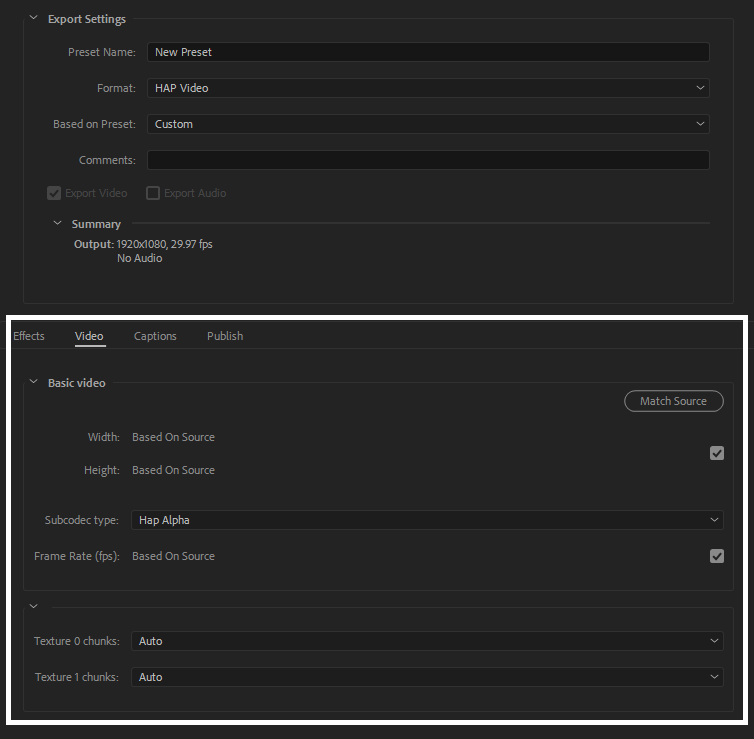 Export Settings
Preset Name: New Preset
Format: HAP Video
Based on Preset: Custom
Comments:
Export Video Export Audio
Summary
Output: 1920x1080, 29.97 fps
No Audio
Effects Video Captions Publish
Basic video
Match Source
Width: Based On Source
Height: Based On Source
Subcodec type: Hap Alpha
Frame Rate (fps): Based On Source
Texture 0 chunks: Auto
Texture 1 chunks: Auto